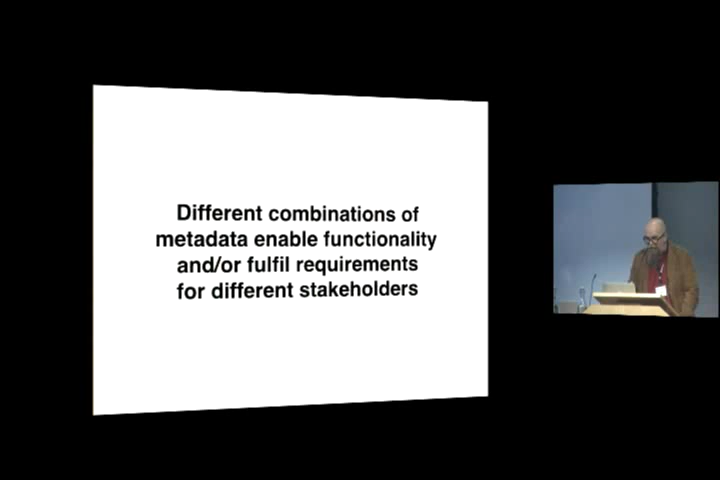 Different combinations of
metadata enable functionality
and/or fulfil requirements
for different stakeholders